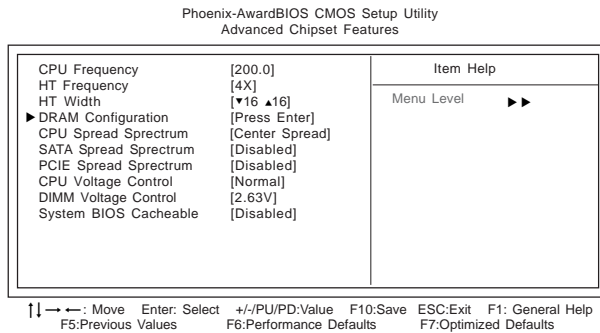 Phoenix-AwardBIOS CMOS Setup Utility
Advanced Chipset Features
CPU Frequency [200.0]
HT Frequency [4X]
HT Width [▼16 ▲16]
▶ DRAM Configuration [Press Enter]
CPU Spread Spectrum [Center Spread]
SATA Spread Spectrum [Disabled]
PCIE Spread Spectrum [Disabled]
CPU Voltage Control [Normal]
DIMM Voltage Control [2.63V]
System BIOS Cacheable [Disabled]
Item Help
Menu Level ▶▶
↑↓→←: Move Enter: Select +/-/PU/PD:Value F10:Save ESC:Exit F1: General Help
F5:Previous Values F6:Performance Defaults F7:Optimized Defaults